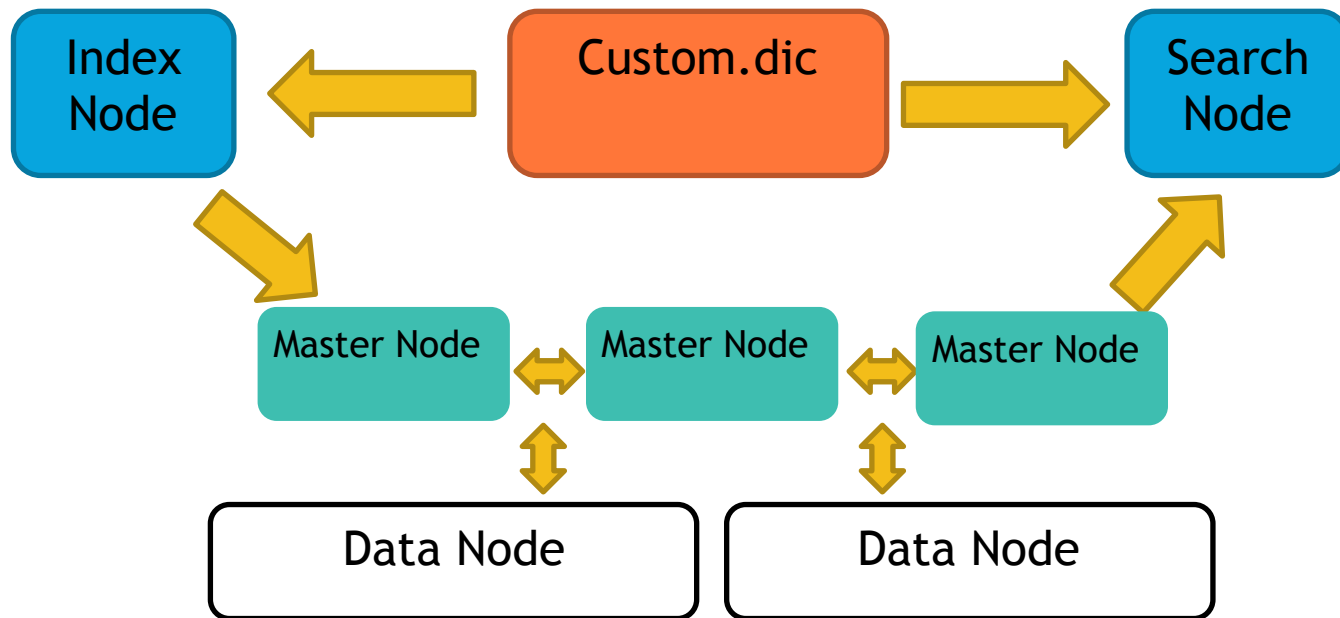 Index
Node
Custom.dic
Search
Node
Master Node
Master Node
Master Node
Data Node
Data Node